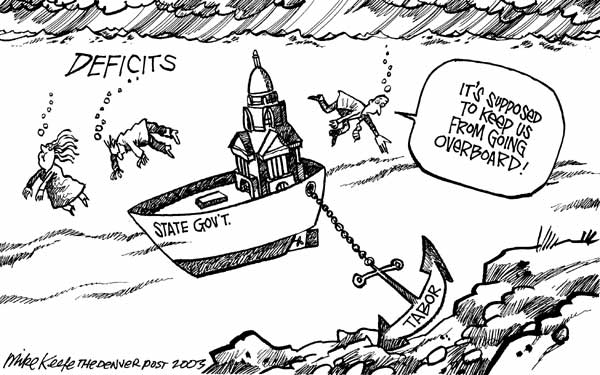 DEFICITS
IT'S SUPPOSED
TO KEEP US
FROM GOING
OVERBOARD!
STATE GOV'T.
TABOR
Mike Keefe THE DENVER POST 2003